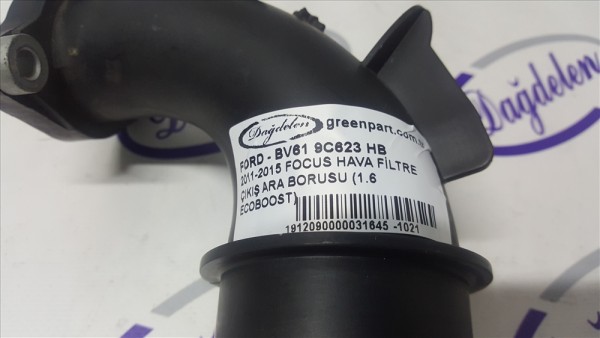 Dağdelen
greenpart.com
FORD - BV61 9C623 HB
2011-2015 FOCUS HAVA FİLTRE
ÇIKIŞ ARA BORUSU (1.6
ECOBOOST)
1912090000031645 -1021
Dağdelen